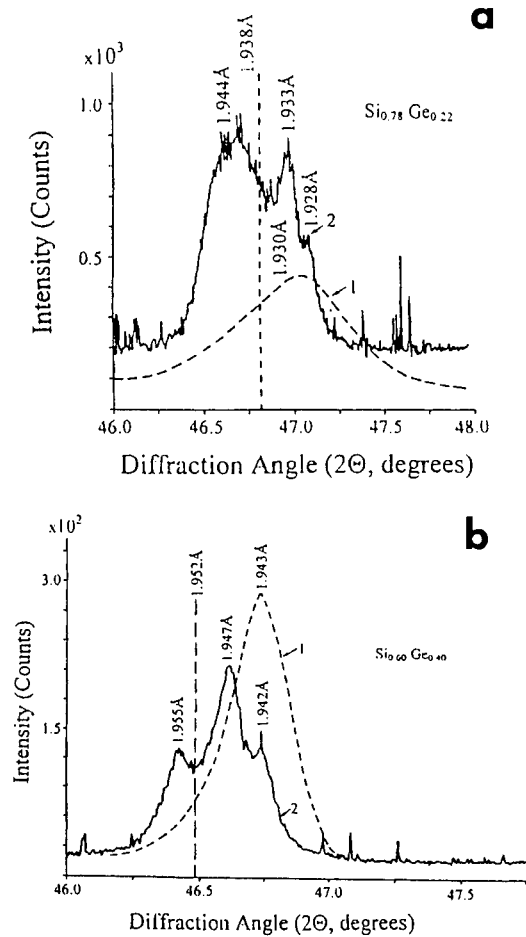 a
x10³
1.944Å
1.938Å
1.933Å
Si0.78 Ge0.22
1.0
1.928Å
2
1.930Å
0.5
1
Intensity (Counts)
0
46.0 46.5 47.0 47.5 48.0
Diffraction Angle (2Θ, degrees)
b
x10²
1.952Å
1.943Å
3.0
1.947Å
1
Si0.60 Ge0.40
1.955Å
1.942Å
1.5
Intensity (Counts)
2
0
46.0 46.5 47.0 47.5
Diffraction Angle (2Θ, degrees)